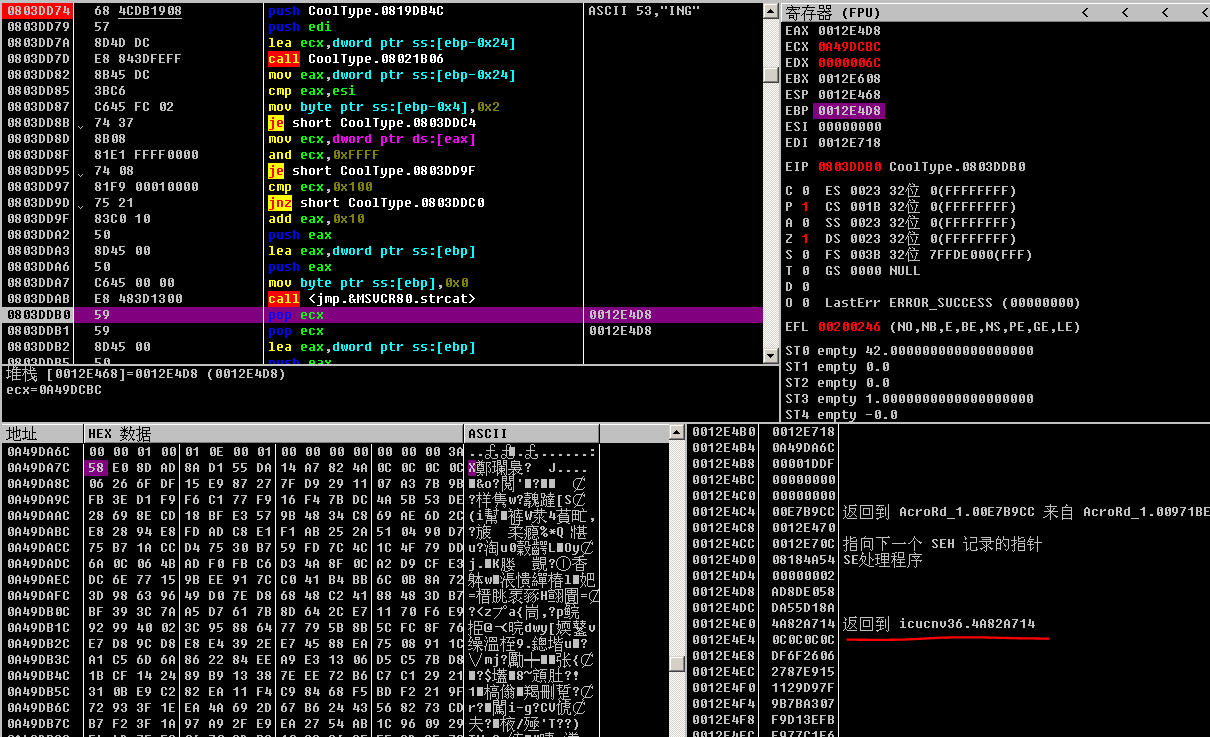 0803DD74 68 4CDB1908 push CoolType.0819DB4C ASCII 53,"ING"
0803DD79 57 push edi
0803DD7A 8D4D DC lea ecx,dword ptr ss:[ebp-0x24]
0803DD7D E8 843DFEFF call CoolType.08021B06
0803DD82 8B45 DC mov eax,dword ptr ss:[ebp-0x24]
0803DD85 3BC6 cmp eax,esi
0803DD87 C645 FC 02 mov byte ptr ss:[ebp-0x4],0x2
0803DD8B 74 37 je short CoolType.0803DDC4
0803DD8D 8B08 mov ecx,dword ptr ds:[eax]
0803DD8F 81E1 FFFF0000 and ecx,0xFFFF
0803DD95 74 08 je short CoolType.0803DD9F
0803DD97 81F9 00010000 cmp ecx,0x100
0803DD9D 75 21 jnz short CoolType.0803DDC0
0803DD9F 83C0 10 add eax,0x10
0803DDA2 50 push eax
0803DDA3 8D45 00 lea eax,dword ptr ss:[ebp]
0803DDA6 50 push eax
0803DDA7 C645 00 00 mov byte ptr ss:[ebp],0x0
0803DDAB E8 483D1300 call <jmp.&MSVCR80.strcat>
0803DDB0 59 pop ecx 0012E4D8
0803DDB1 59 pop ecx 0012E4D8
0803DDB2 8D45 00 lea eax,dword ptr ss:[ebp]
0803DDB5 50 push eax
堆栈 [0012E468]=0012E4D8 (0012E4D8)
ecx=0A49DCBC
寄存器 (FPU) < < < <
EAX 0012E4D8
ECX 0A49DCBC
EDX 0000006C
EBX 0012E608
ESP 0012E468
EBP 0012E4D8
ESI 00000000
EDI 0012E718
EIP 0803DDB0 CoolType.0803DDB0
C 0 ES 0023 32位 0(FFFFFFFF)
P 1 CS 001B 32位 0(FFFFFFFF)
A 0 SS 0023 32位 0(FFFFFFFF)
Z 1 DS 0023 32位 0(FFFFFFFF)
S 0 FS 003B 32位 7FFDE000(FFF)
T 0 GS 0000 NULL
D 0
O 0 LastErr ERROR_SUCCESS (00000000)
EFL 00200246 (NO,NB,E,BE,NS,PE,GE,LE)
ST0 empty 42.000000000000000000
ST1 empty 0.0
ST2 empty 0.0
ST3 empty 1.0000000000000000000
ST4 empty -0.0
地址 HEX 数据 ASCII
0A49DA6C 00 00 01 00 01 0E 00 01 00 00 00 00 00 00 00 3A
0A49DA7C 58 E0 8D AD 8A D1 55 DA 14 A7 82 4A 0C 0C 0C 0C
0A49DA8C 06 26 6F DF 15 E9 87 27 7F D9 29 11 07 A3 7B 9B
0A49DA9C FB 3E D1 F9 F6 C1 77 F9 16 F4 7B DC 4A 5B 53 DE
0A49DAAC 28 69 8E CD 18 BF E3 57 9B 48 34 C8 69 AE 6D 2C
0A49DABC E8 28 94 E8 FD AD C8 E1 F1 AB 25 2A 51 04 90 D7
0A49DACC 75 B7 1A CC D4 75 30 B7 59 FD 7C 4C 1C 4F 79 DD
0A49DADC 6A 0C 06 4B AD F0 FB C6 D3 4A 8F 0C A2 D9 CF E3
0A49DAEC DC 6E 77 15 9B EE 91 7C C0 41 B4 BB 6C 0B 8A 72
0A49DAFC 3D 98 63 96 49 D0 7E D8 68 48 C2 41 88 48 3D B7
0A49DB0C BF 39 3C 7A A5 D7 61 7B 8D 64 2C E7 11 70 F6 E9
0A49DB1C 92 99 40 02 3C 95 88 64 77 79 5B 8B 5C FC 8F 76
0A49DB2C E7 D8 9C D8 E8 E4 39 2E E7 45 88 EA 75 08 91 1C
0A49DB3C A1 C5 6D 6A 86 22 84 EE A9 E3 13 06 D5 C5 7B D8
0A49DB4C 1B CF 14 24 89 B9 13 38 7E EE 72 B6 C7 C1 29 21
0A49DB5C 31 0B E9 C2 82 EA 11 F4 C9 84 68 F5 BD F2 21 9F
0A49DB6C 72 93 3F 1E EA 4A 69 2D 67 B6 24 43 56 82 73 CD
0A49DB7C B7 F2 3F 1A 97 A9 2F E9 EA 27 54 AB 1C 96 09 29
0012E4B0 0012E718
0012E4B4 0A49DA6C
0012E4B8 00001DDF
0012E4BC 00000000
0012E4C0 00000000
0012E4C4 00E7B9CC 返回到 AcroRd_1.00E7B9CC 来自 AcroRd_1.00971BE
0012E4C8 0012E470
0012E4CC 0012E70C 指向下一个 SEH 记录的指针
0012E4D0 08184A54 SE处理程序
0012E4D4 00000002
0012E4D8 AD8DE058
0012E4DC DA55D18A
0012E4E0 4A82A714 返回到 icucnv36.4A82A714
0012E4E4 0C0C0C0C
0012E4E8 DF6F2606
0012E4EC 2787E915
0012E4F0 1129D97F
0012E4F4 9B7BA307
0012E4F8 F9D13EFB
0012E4FC F977C1F6